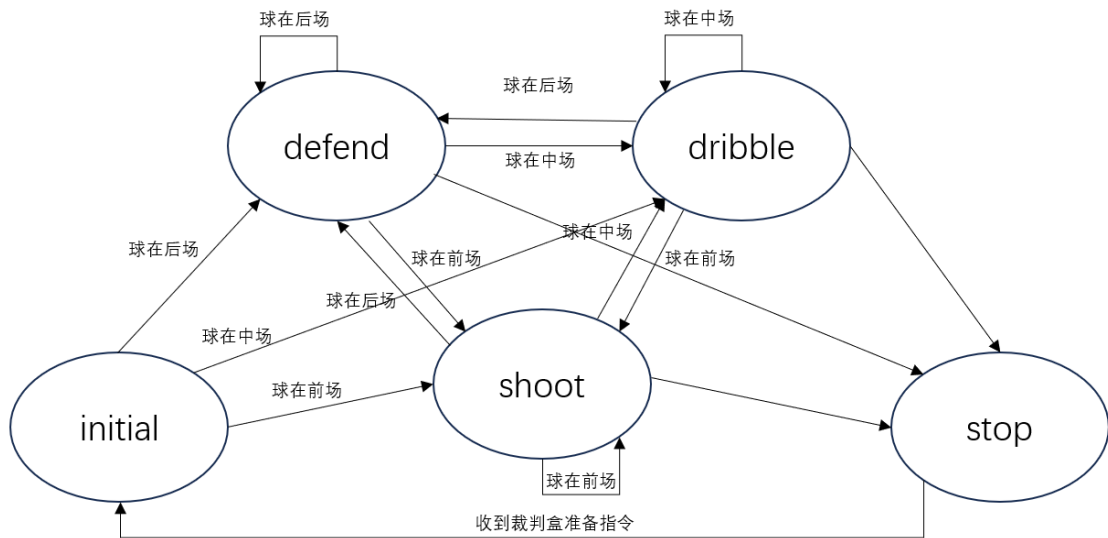 球在后场
球在中场
球在后场
defend
dribble
球在中场
球在后场
球在中场
球在前场
球在前场
球在后场
球在中场
球在前场
shoot
initial
stop
球在前场
收到裁判盒准备指令